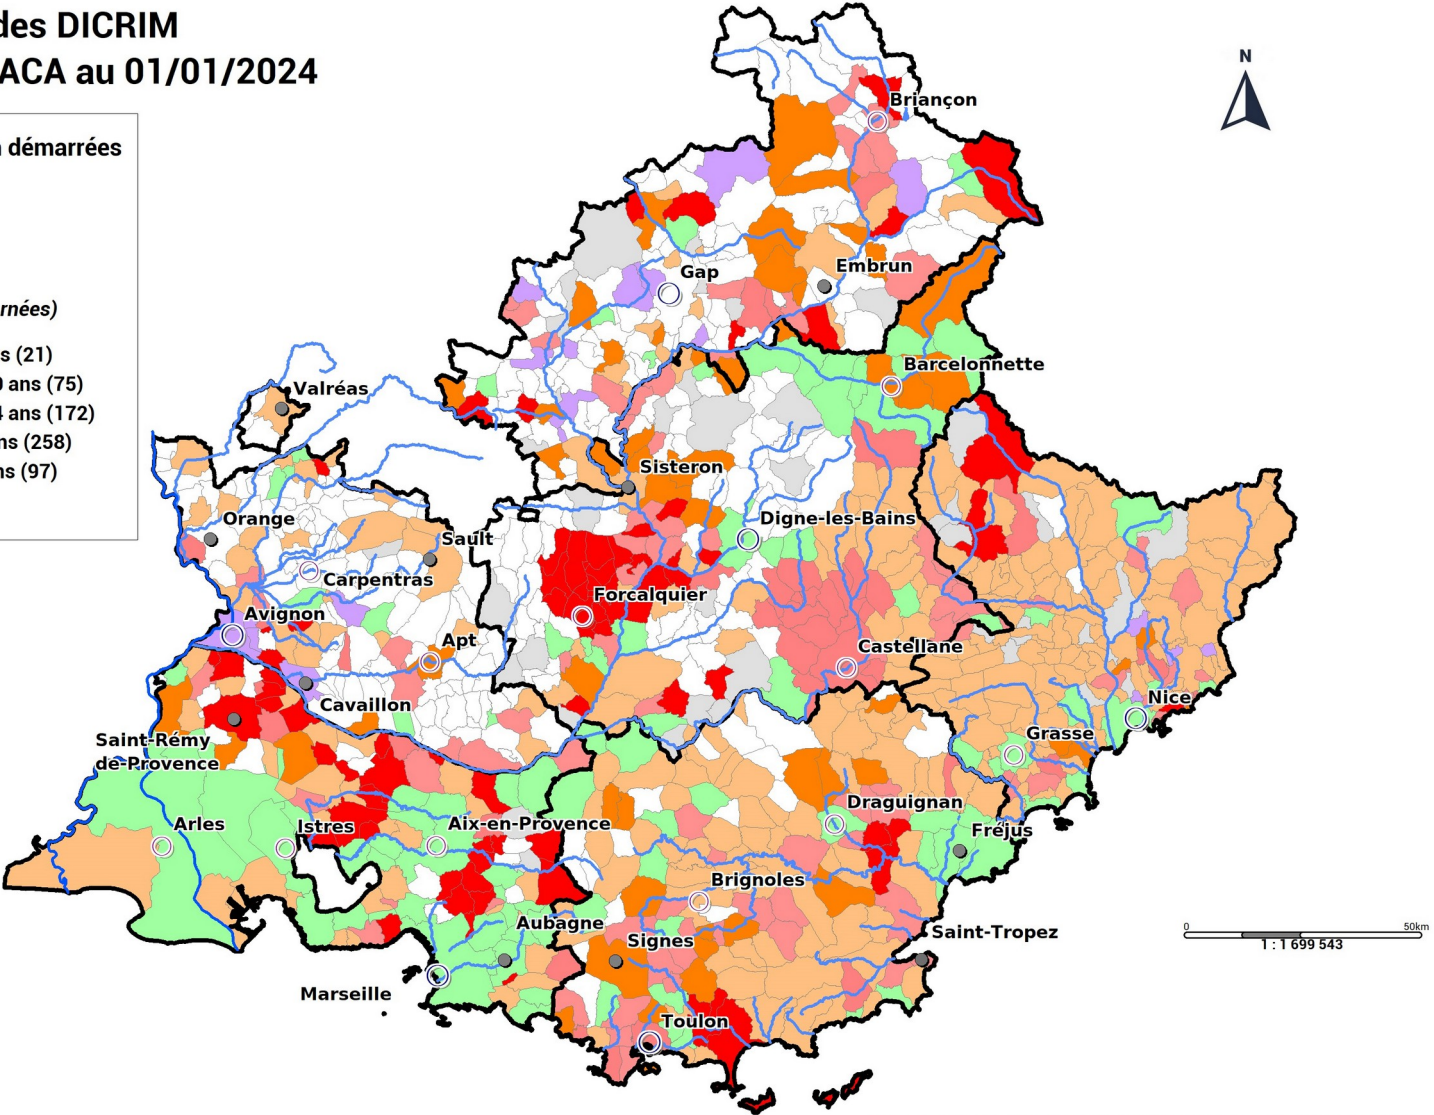 des DICRIM
ACA au 01/01/2024
démarrées
rnées)
s (21)
ans (75)
4 ans (172)
ns (258)
ns (97)
N
Briançon
Gap
Embrun
Barcelonnette
Valréas
Sisteron
Orange
Sault
Digne-les-Bains
Carpentras
Forcalquier
Avignon
Apt
Castellane
Cavaillon
Nice
Saint-Rémy
de-Provence
Grasse
Draguignan
Arles
Istres
Aix-en-Provence
Fréjus
Brignoles
Aubagne
Signes
Saint-Tropez
0 50km
1 : 1 699 543
Marseille
Toulon